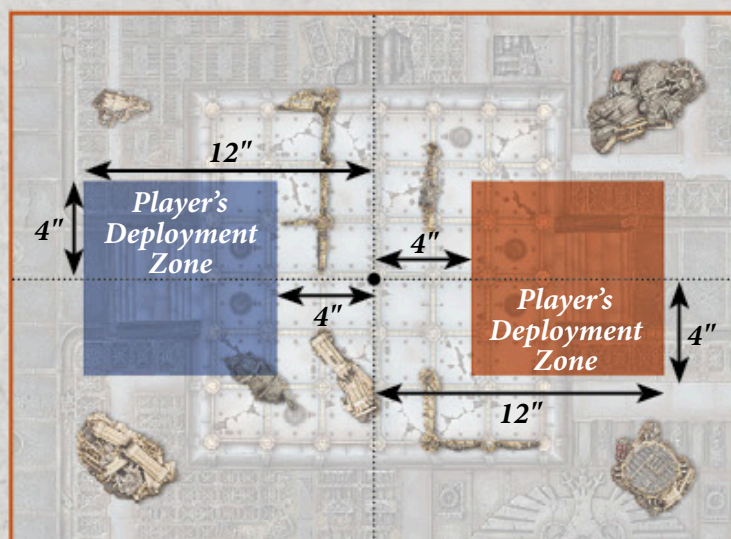 12"
Player's
Deployment
Zone
4"
4"
4"
Player's
Deployment
Zone
4"
12"